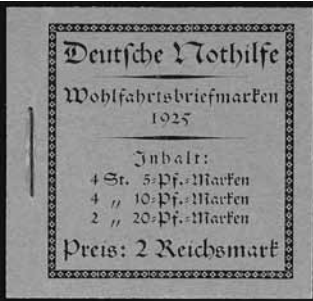 Deutsche Nothilfe
Wohlfahrtsbriefmarken
1925
Inhalt:
4 St. 5=Pf.=Marken
4 „ 10=Pf.=Marken
2 „ 20=Pf.=Marken
Preis: 2 Reichsmark